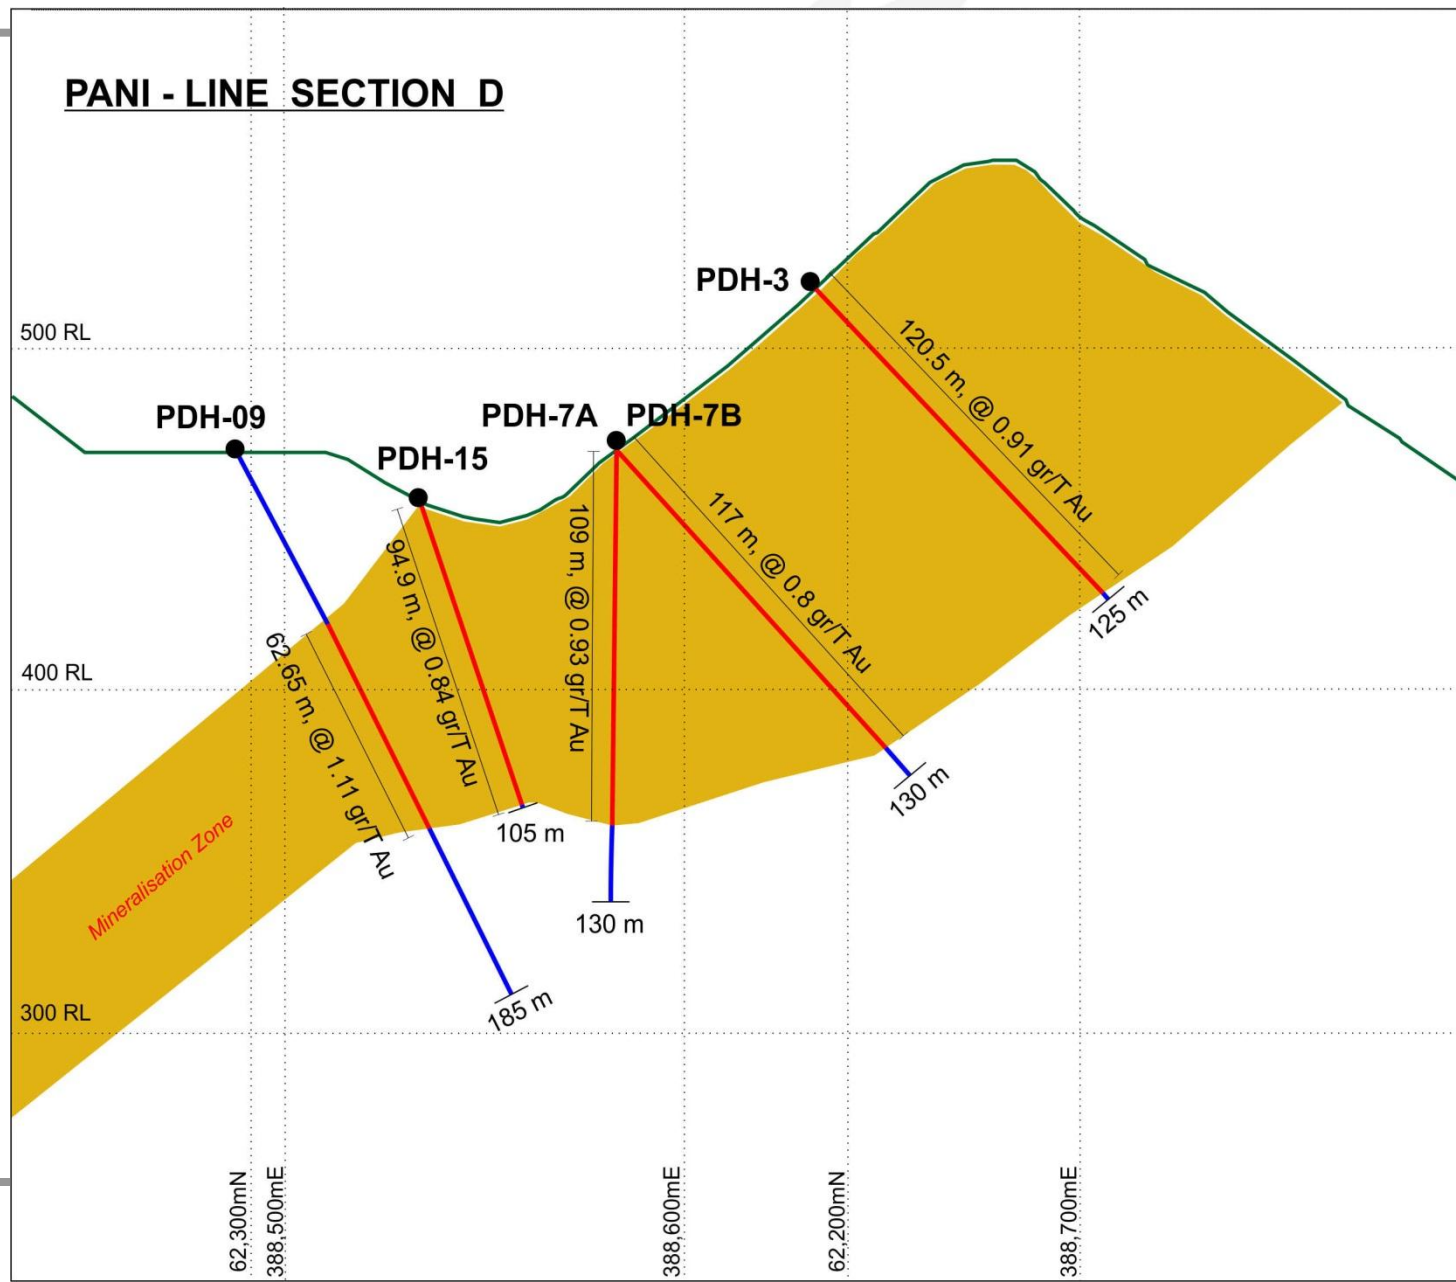 PANI - LINE SECTION D
PDH-3
500 RL
120.5 m, @ 0.91 gr/T Au
PDH-09
PDH-7A
PDH-7B
PDH-15
109 m, @ 0.93 gr/T Au
117 m, @ 0.8 gr/T Au
94.9 m, @ 0.84 gr/T Au
125 m
400 RL
62.65 m, @ 1.11 gr/T Au
130 m
105 m
Mineralisation Zone
130 m
185 m
300 RL
62,300mN
388,500mE
388,600mE
62,200mN
388,700mE